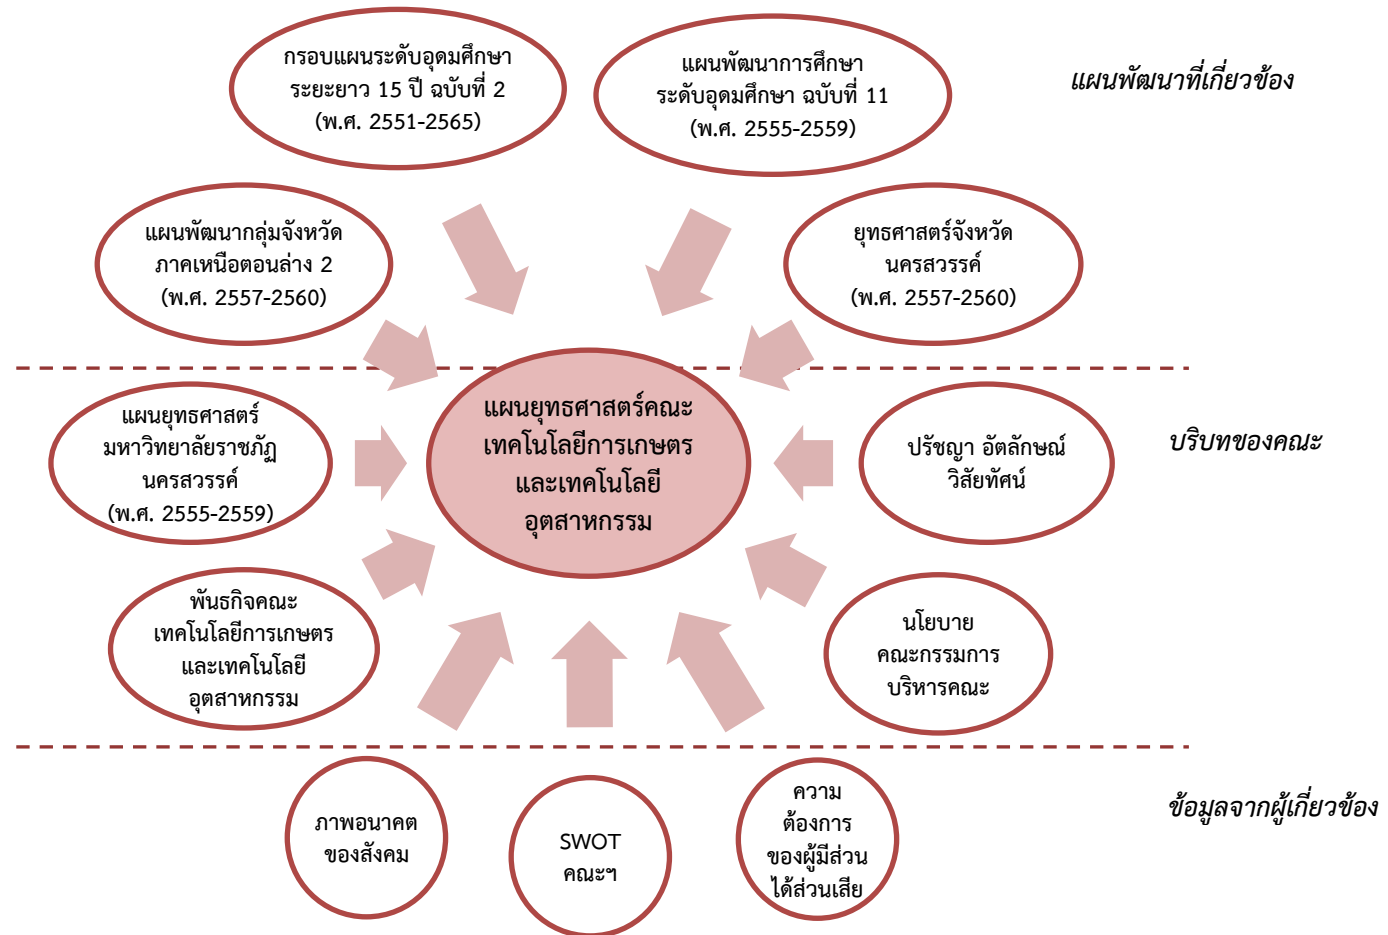 กรอบแผนระดับอุดมศึกษา
ระยะยาว 15 ปี ฉบับที่ 2
(พ.ศ. 2551-2565)
แผนพัฒนาการศึกษา
ระดับอุดมศึกษา ฉบับที่ 11
(พ.ศ. 2555-2559)
แผนพัฒนาที่เกี่ยวข้อง
แผนพัฒนากลุ่มจังหวัด
ภาคเหนือตอนล่าง 2
(พ.ศ. 2557-2560)
ยุทธศาสตร์จังหวัด
นครสวรรค์
(พ.ศ. 2557-2560)
แผนยุทธศาสตร์
มหาวิทยาลัยราชภัฏ
นครสวรรค์
(พ.ศ. 2555-2559)
แผนยุทธศาสตร์คณะ
เทคโนโลยีการเกษตร
และเทคโนโลยี
อุตสาหกรรม
ปรัชญา อัตลักษณ์
วิสัยทัศน์
บริบทของคณะ
พันธกิจคณะ
เทคโนโลยีการเกษตร
และเทคโนโลยี
อุตสาหกรรม
นโยบาย
คณะกรรมการ
บริหารคณะ
ภาพอนาคต
ของสังคม
SWOT
คณะฯ
ความ
ต้องการ
ของผู้มีส่วน
ได้ส่วนเสีย
ข้อมูลจากผู้เกี่ยวข้อง